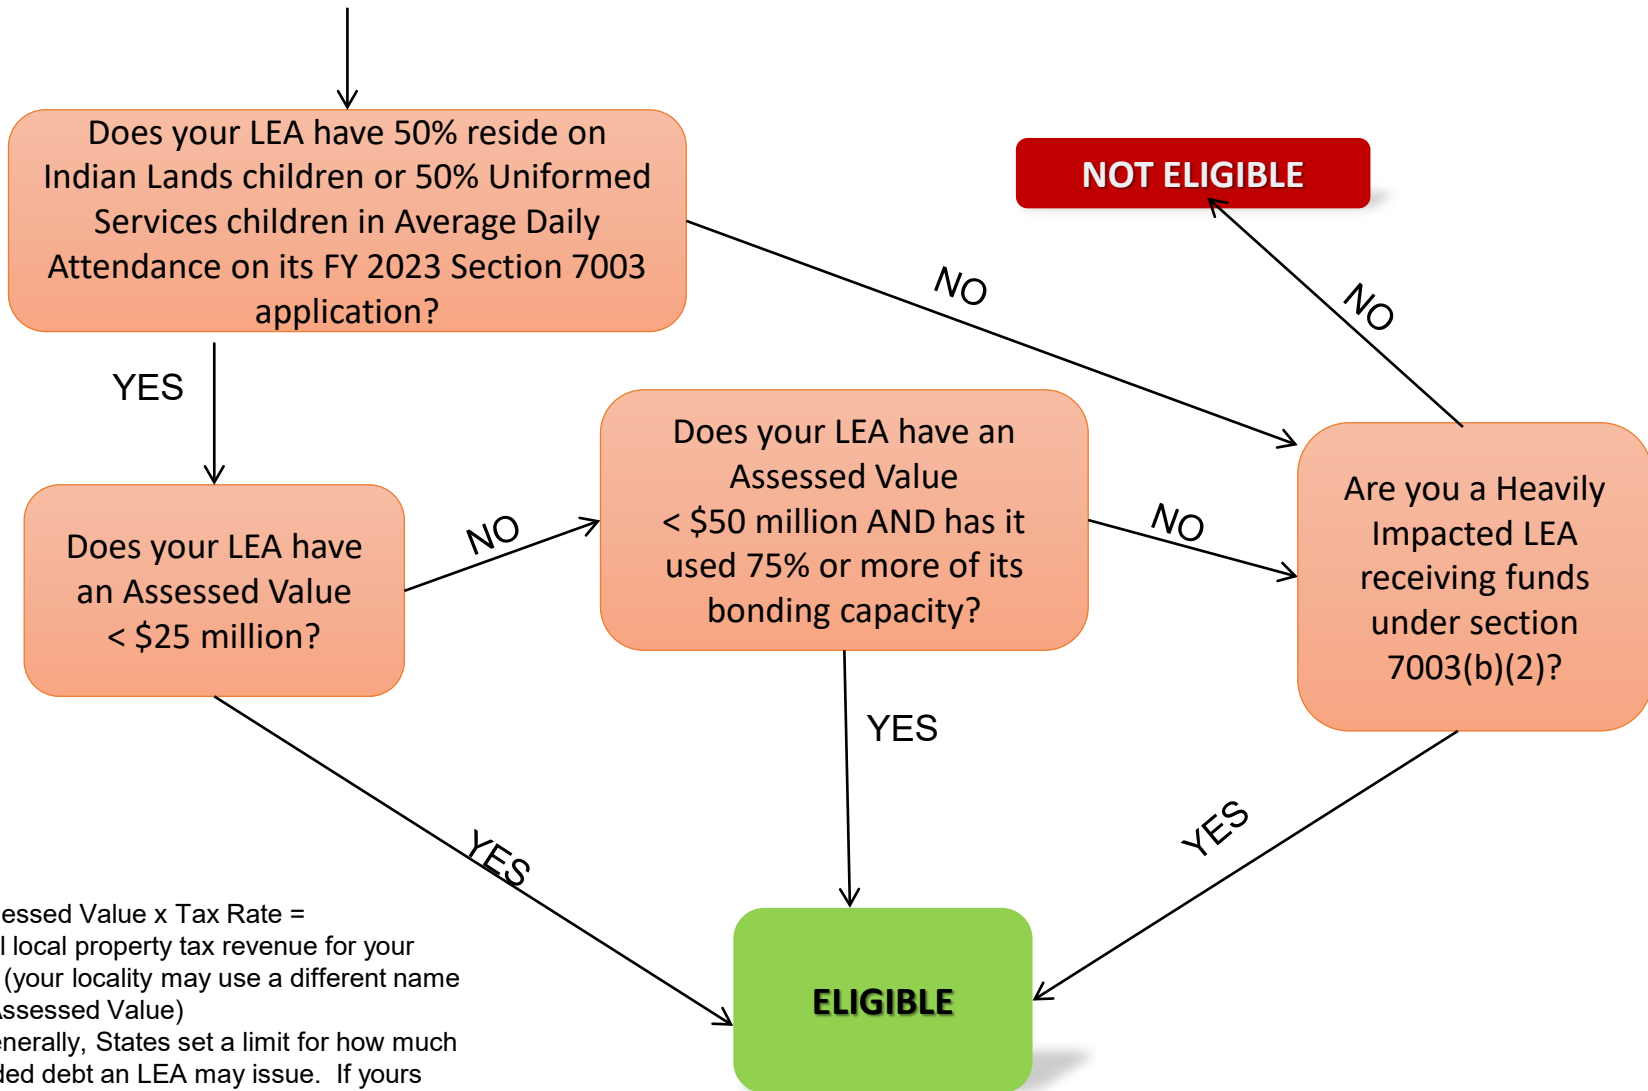 Does your LEA have 50% reside on
Indian Lands children or 50% Uniformed
Services children in Average Daily
Attendance on its FY 2023 Section 7003
application?
NOT ELIGIBLE
NO
NO
YES
Does your LEA have
an Assessed Value
< $25 million?
NO
Does your LEA have an
Assessed Value
< $50 million AND has it
used 75% or more of its
bonding capacity?
NO
Are you a Heavily
Impacted LEA
receiving funds
under section
7003(b)(2)?
YES
YES
YES
ELIGIBLE
Value x Tax Rate =
local property tax revenue for your
(your locality may use a different name
Assessed Value)
States set a limit for how much
debt an LEA may issue. If yours